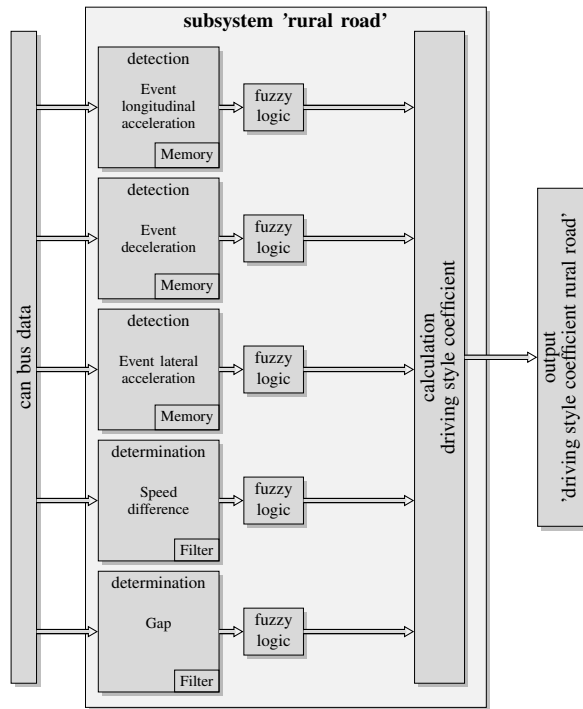 subsystem 'rural road'
can bus data
detection
Event
longitudinal
acceleration
Memory
fuzzy
logic
detection
Event
deceleration
Memory
fuzzy
logic
detection
Event lateral
acceleration
Memory
fuzzy
logic
determination
Speed
difference
Filter
fuzzy
logic
determination
Gap
Filter
fuzzy
logic
calculation
driving style coefficient
output
'driving style coefficient rural road'